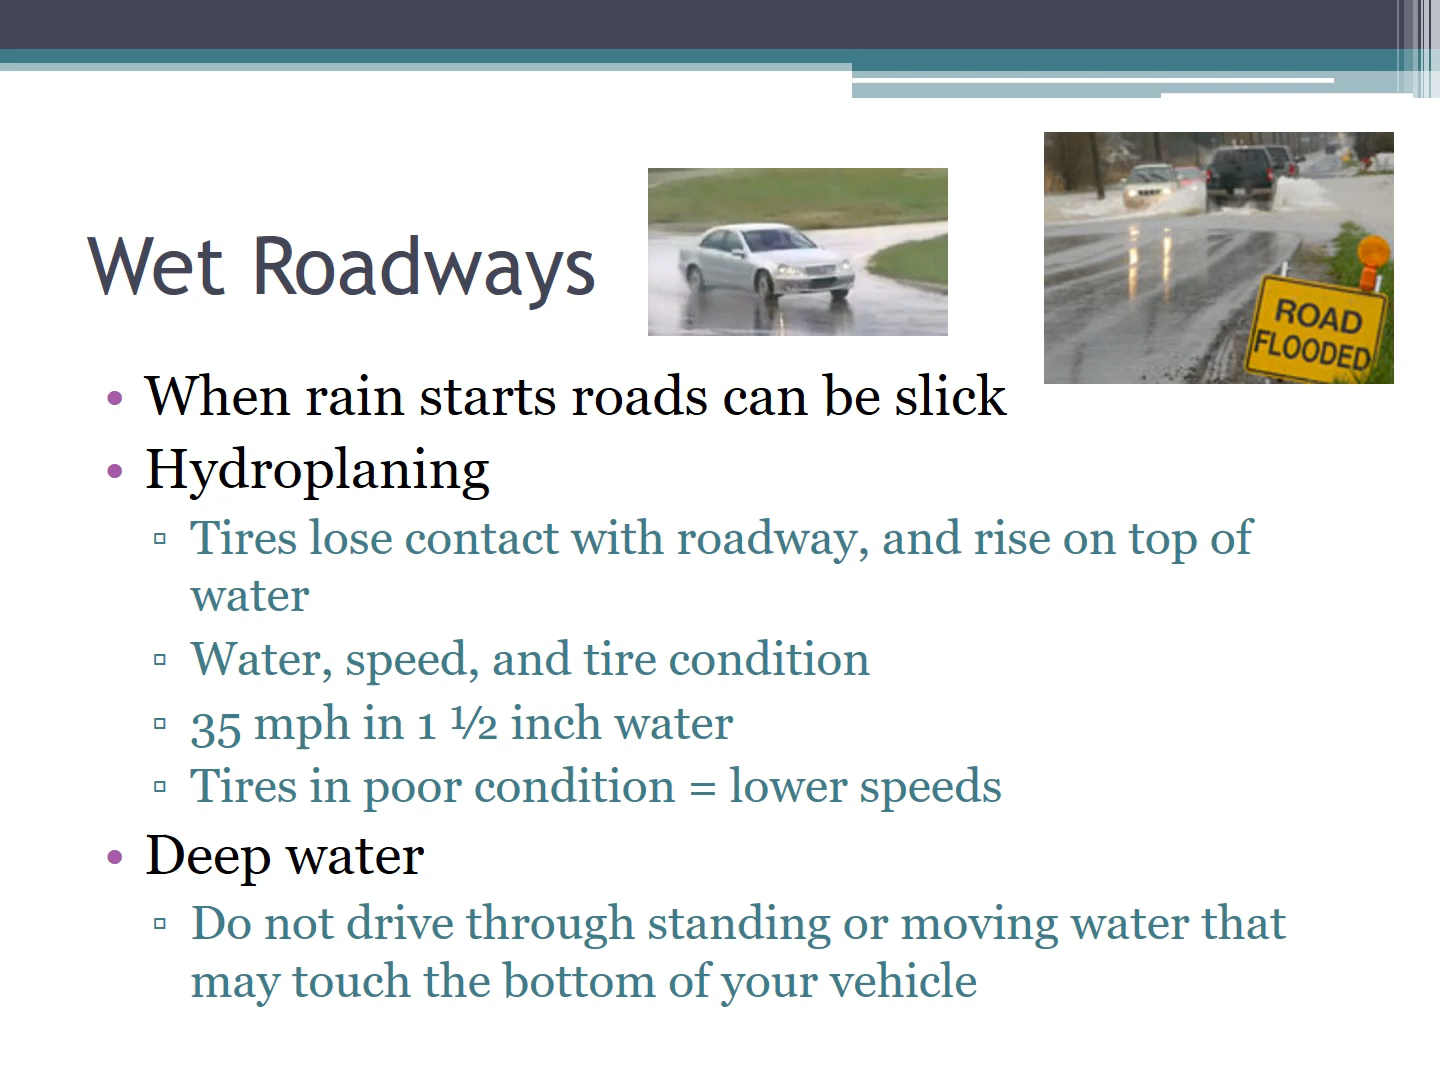 Wet Roadways
ROAD
FLOODED
• When rain starts roads can be slick
• Hydroplaning
▫ Tires lose contact with roadway, and rise on top of
water
▫ Water, speed, and tire condition
▫ 35 mph in 1 ½ inch water
▫ Tires in poor condition = lower speeds
• Deep water
▫ Do not drive through standing or moving water that
may touch the bottom of your vehicle